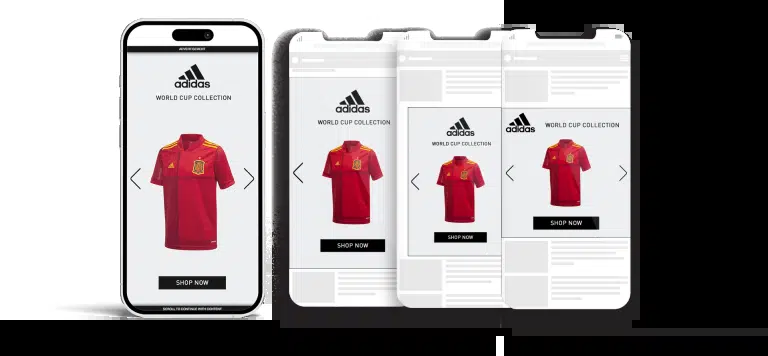 ADVERTISEMENT
adidas
WORLD CUP COLLECTION
SHOP NOW
SCROLL TO CONTINUE WITH CONTENT
adidas
WORLD CUP COLLECTION
SHOP NOW
adidas
WORLD CUP COLLECTION
SHOP NOW
adidas
WORLD CUP COLLECTION
SHOP NOW